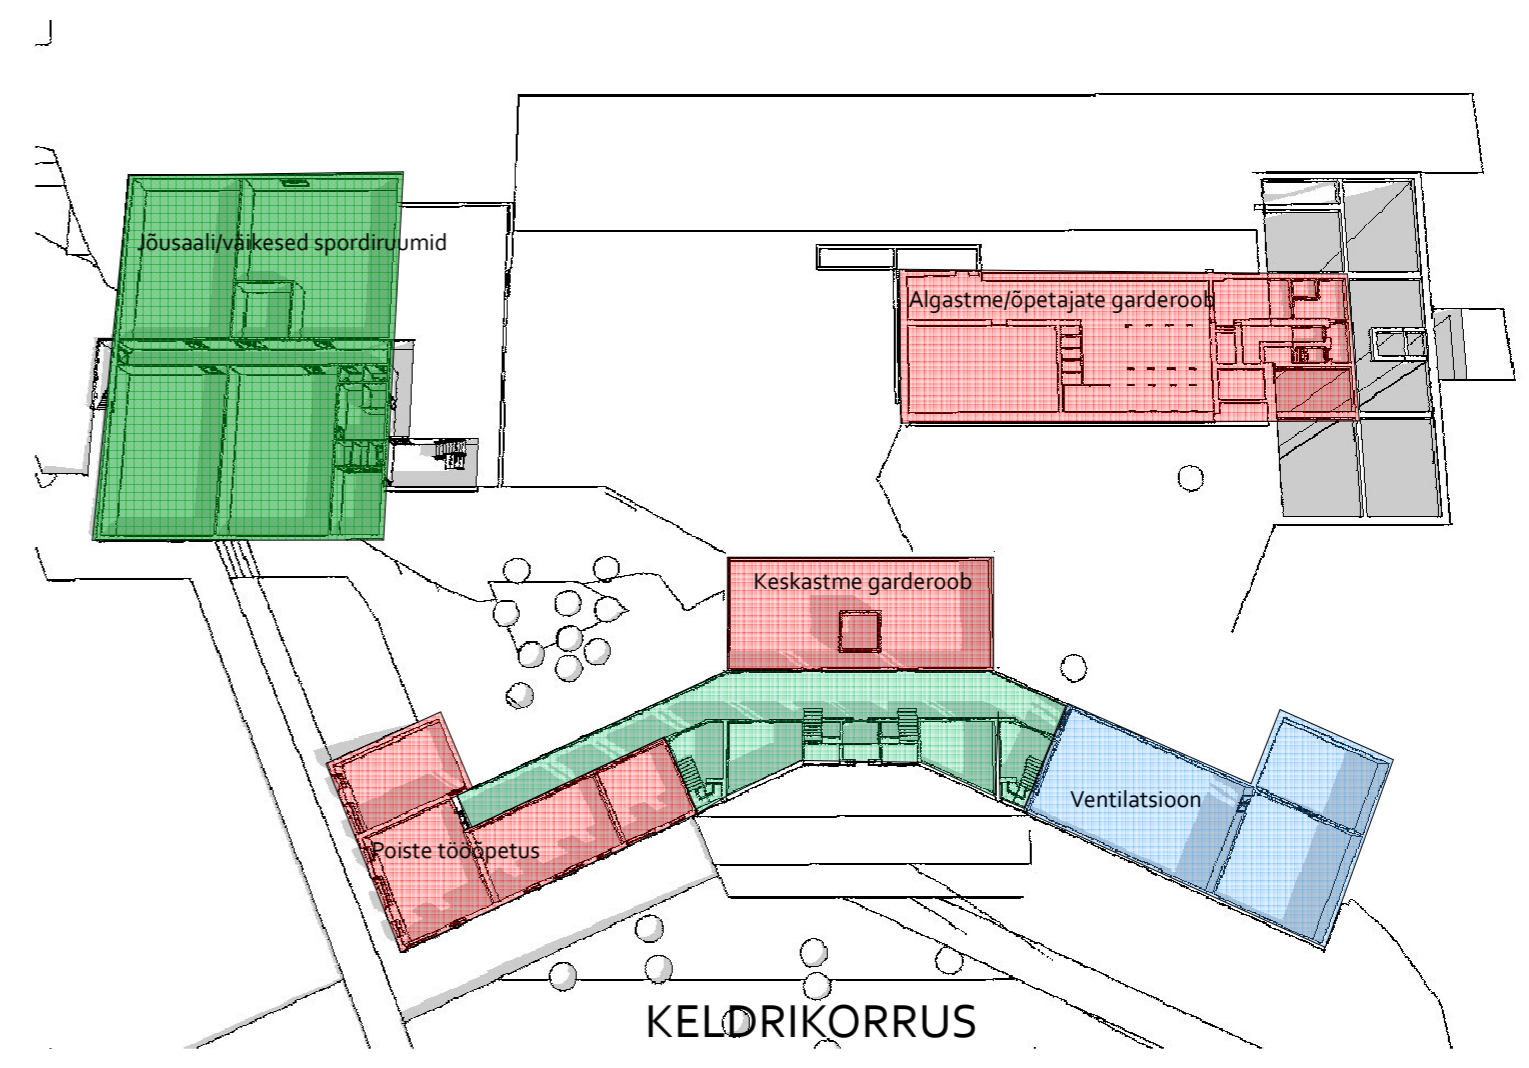 Jõusaali/väikesed spordiruumid
Algastme/õpetajate garderoob
Keskastme garderoob
Ventilatsioon
Poiste tööõpetus
KELDRIKORRUS